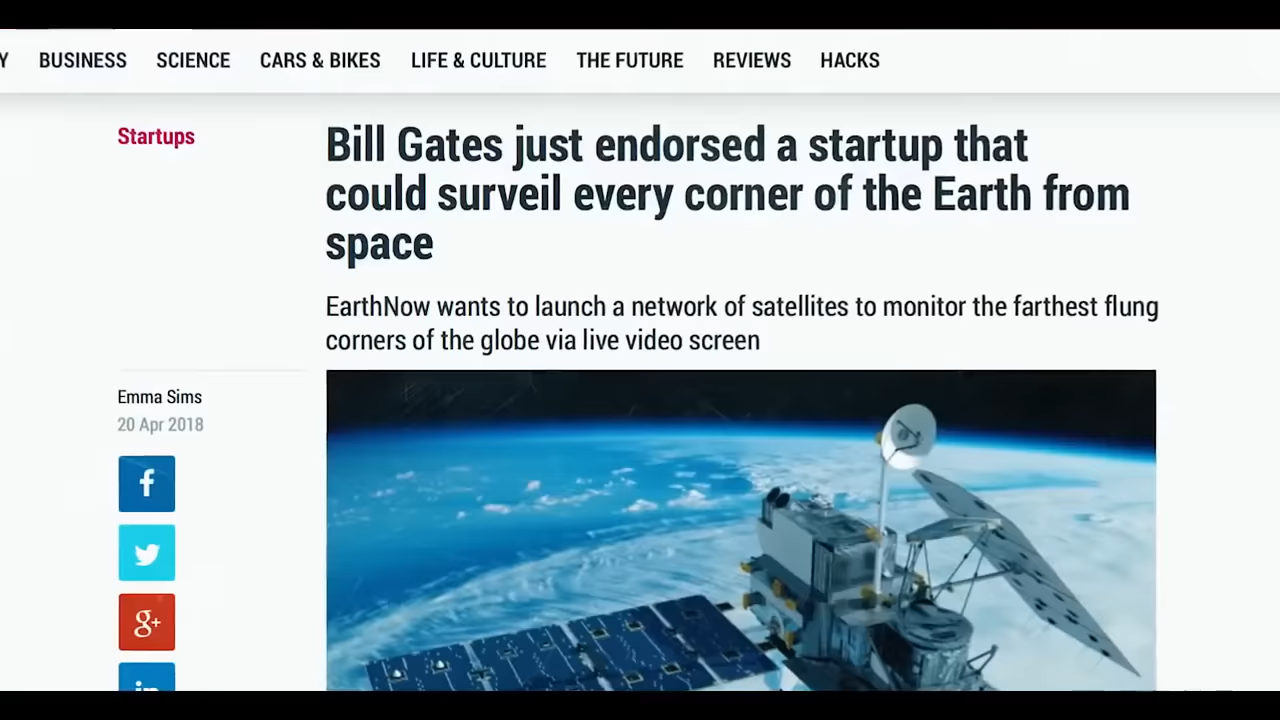 Y BUSINESS SCIENCE CARS & BIKES LIFE & CULTURE THE FUTURE REVIEWS HACKS
Startups
Bill Gates just endorsed a startup that
could surveil every corner of the Earth from
space
EarthNow wants to launch a network of satellites to monitor the farthest flung
corners of the globe via live video screen
Emma Sims
20 Apr 2018
f
g+
in